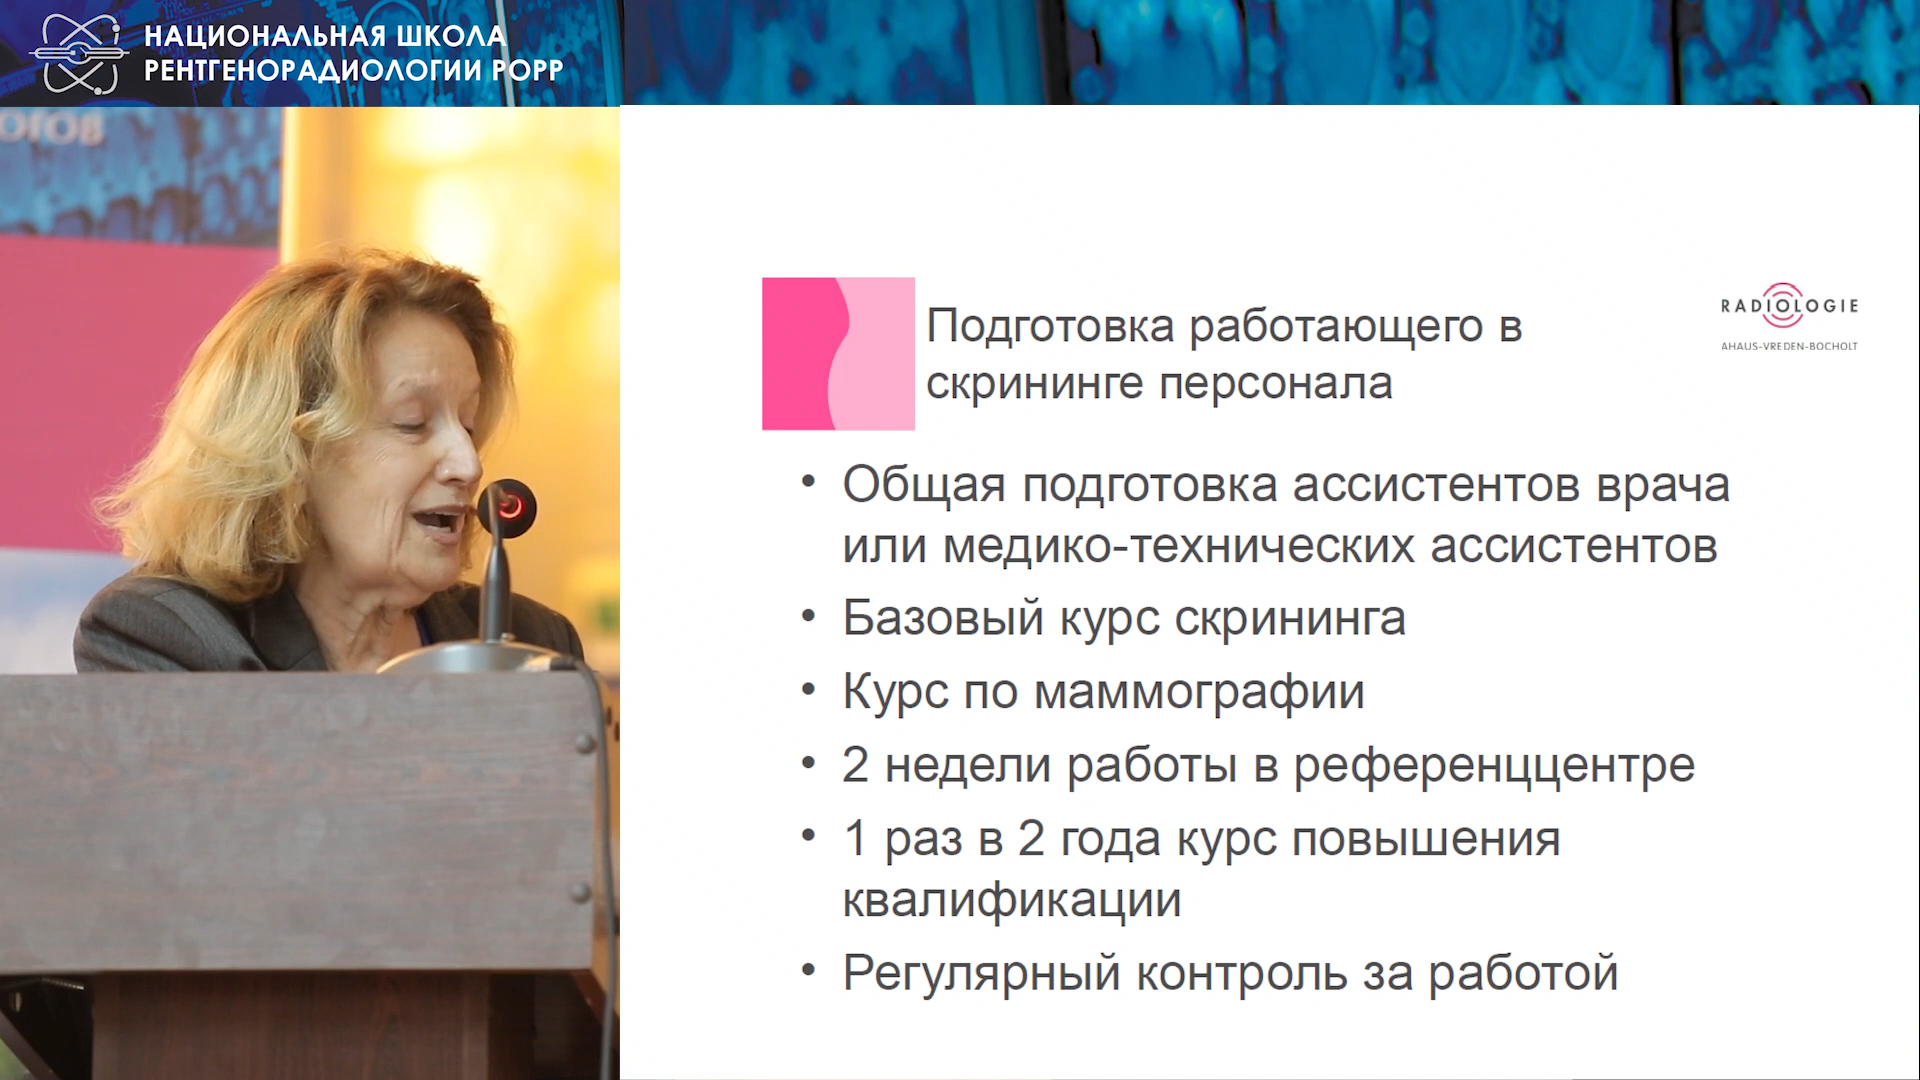 НАЦИОНАЛЬНАЯ ШКОЛА
РЕНТГЕНОРАДИОЛОГИИ РОРР
ОГОВ
Подготовка работающего в
скрининге персонала
RADIOLOGIE
AHAUS-VREDEN-BOCHOLT
• Общая подготовка ассистентов врача
или медико-технических ассистентов
• Базовый курс скрининга
• Курс по маммографии
• 2 недели работы в референццентре
• 1 раз в 2 года курс повышения
квалификации
• Регулярный контроль за работой